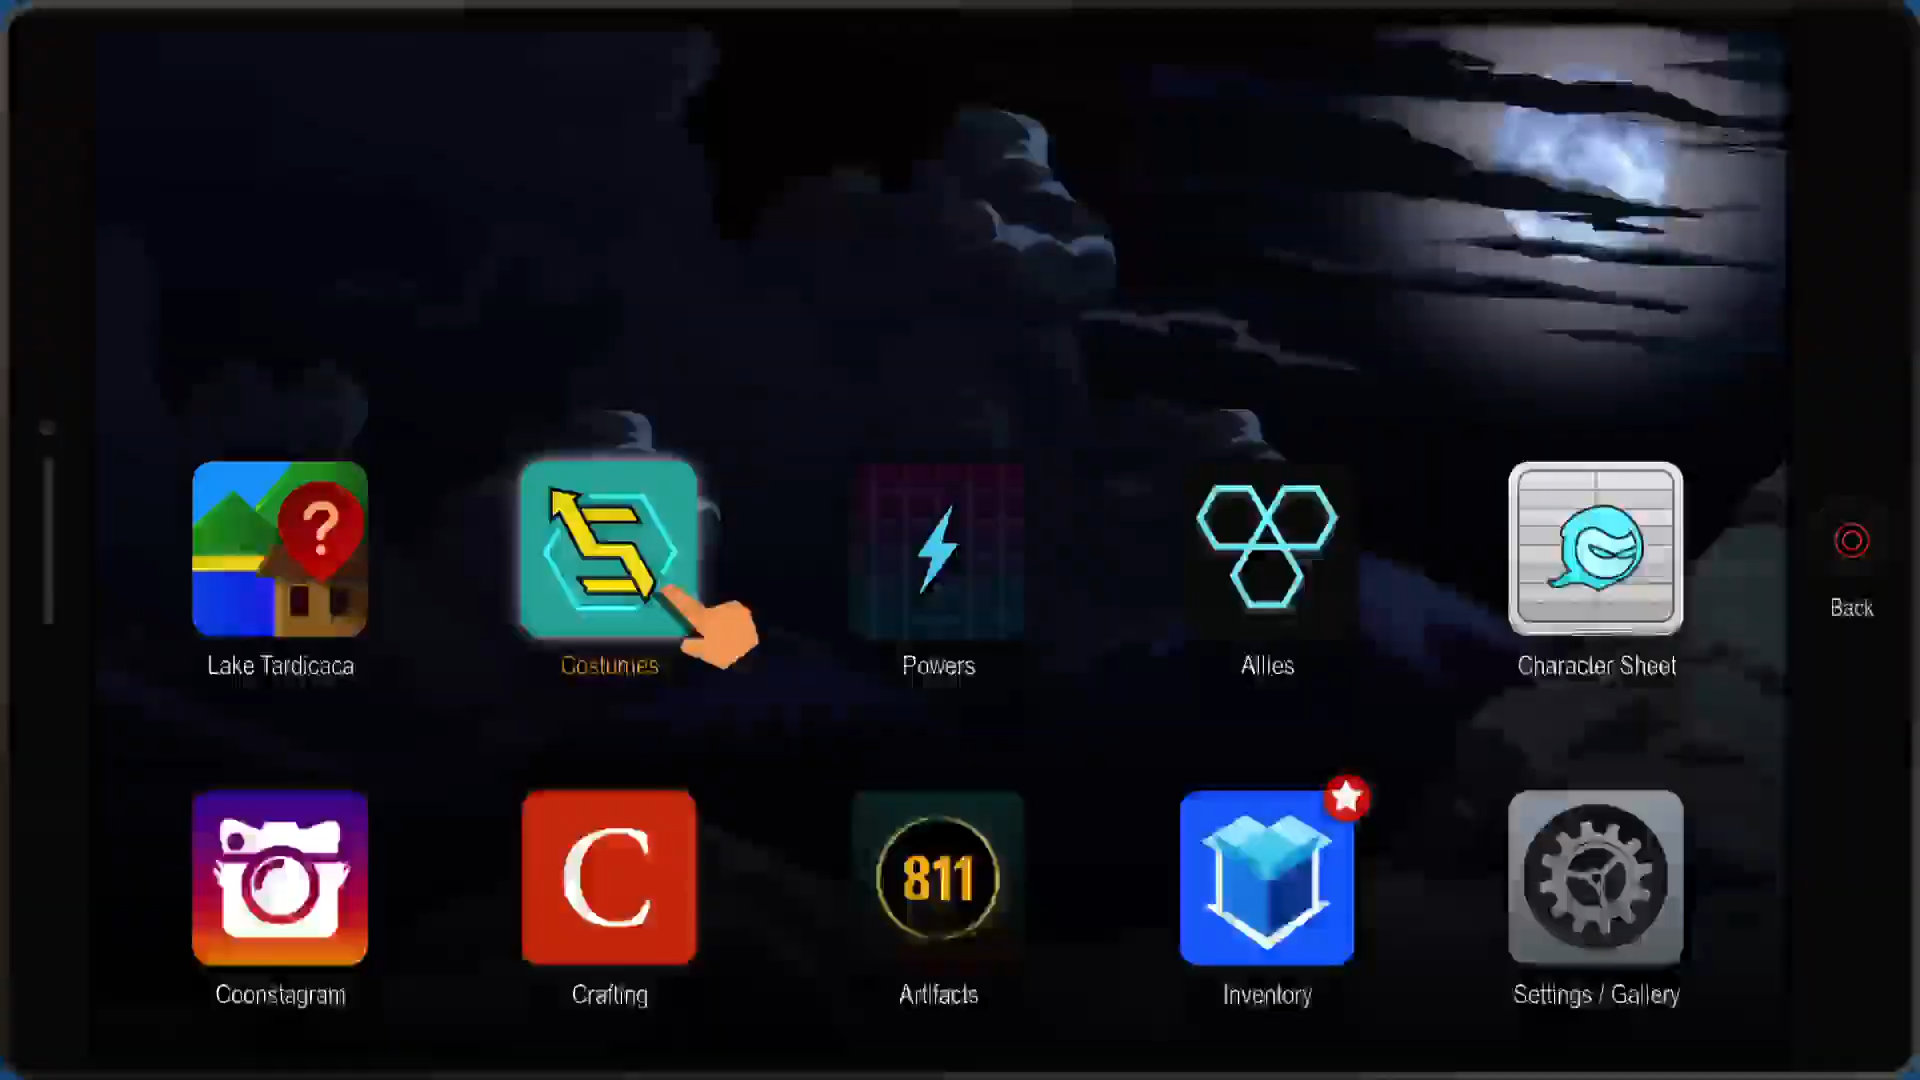 ?
Lake Tardicaca
Costumes
Powers
Allies
Character Sheet
Back
C
811
Coonstagram
Crafting
Artifacts
Inventory
Settings / Gallery